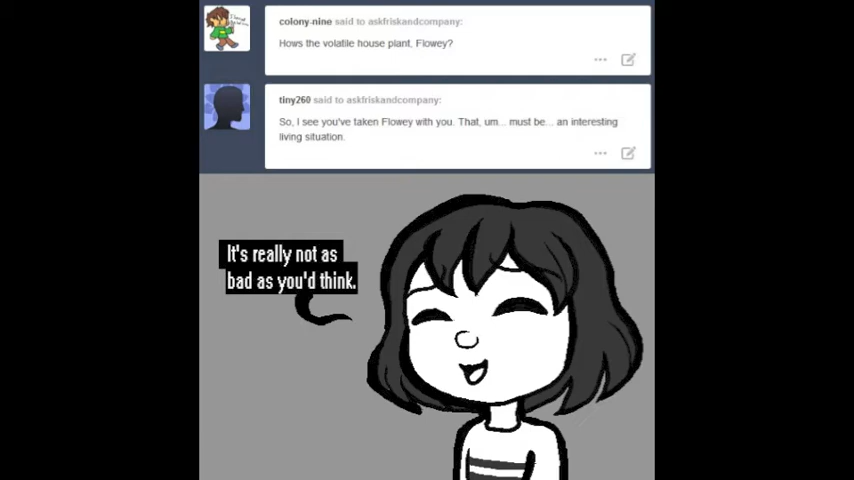 colony-nine said to askfriskandcompany:
Hows the volatile house plant, Flowey?
tiny260 said to askfriskandcompany:
So, I see you've taken Flowey with you. That, um... must be... an interesting
living situation.
It's really not as
bad as you'd think.